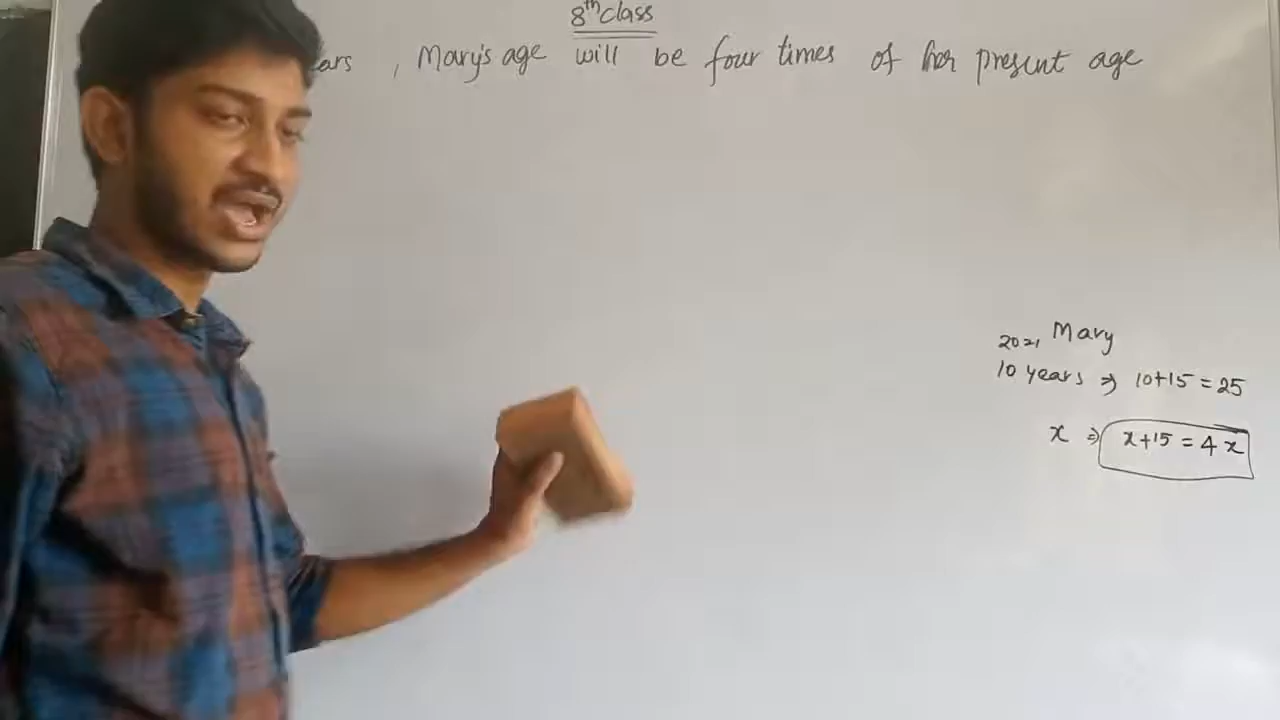 8th class
ars , Mary's age will be four times of her present age
2021 Mary
10 years ⇒ 10+15 = 25
x ⇒ x+15 = 4x